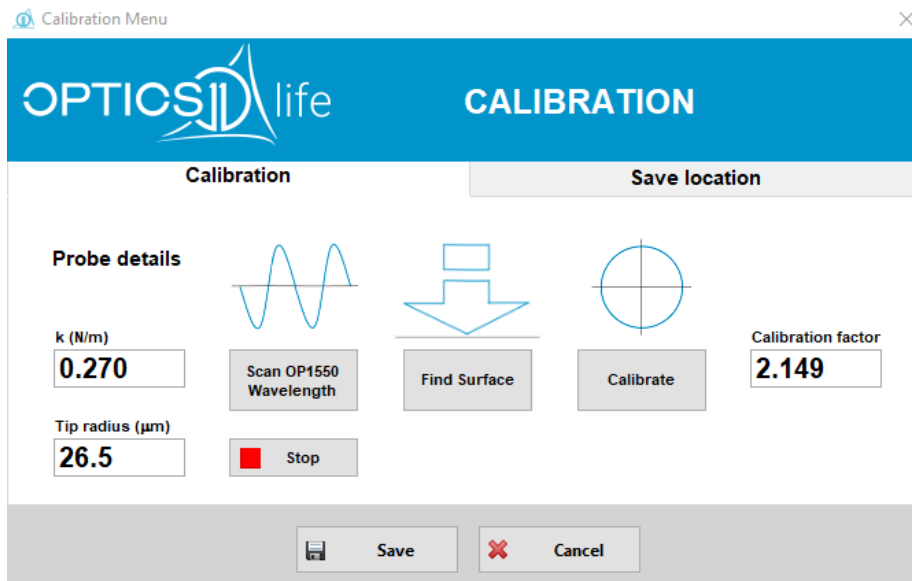 Calibration Menu
OPTICS11 life
CALIBRATION
Calibration
Save location
Probe details
k (N/m)
0.270
Tip radius (μm)
26.5
Scan OP1550
Wavelength
Stop
Find Surface
Calibrate
Calibration factor
2.149
Save
Cancel